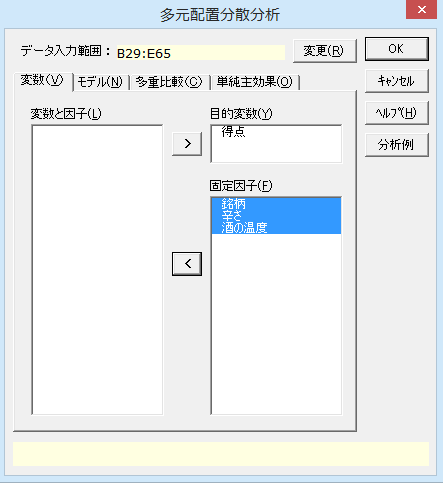 多元配置分散分析
データ入力範囲： B29:E65
変更(R)
OK
キャンセル
ヘルプ(H)
分析例
変数(V)
モデル(N)
多重比較(C)
単純主効果(O)
変数と因子(L)
目的変数(Y)
得点
>
固定因子(F)
銘柄
辛さ
酒の温度
<